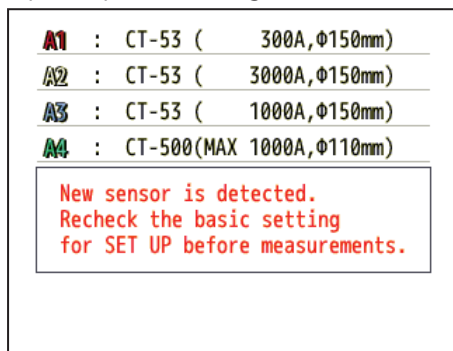 A1 : CT-53 ( 300A,Φ150mm)
A2 : CT-53 ( 3000A,Φ150mm)
A3 : CT-53 ( 1000A,Φ150mm)
A4 : CT-500(MAX 1000A,Φ110mm)
New sensor is detected.
Recheck the basic setting
for SET UP before measurements.